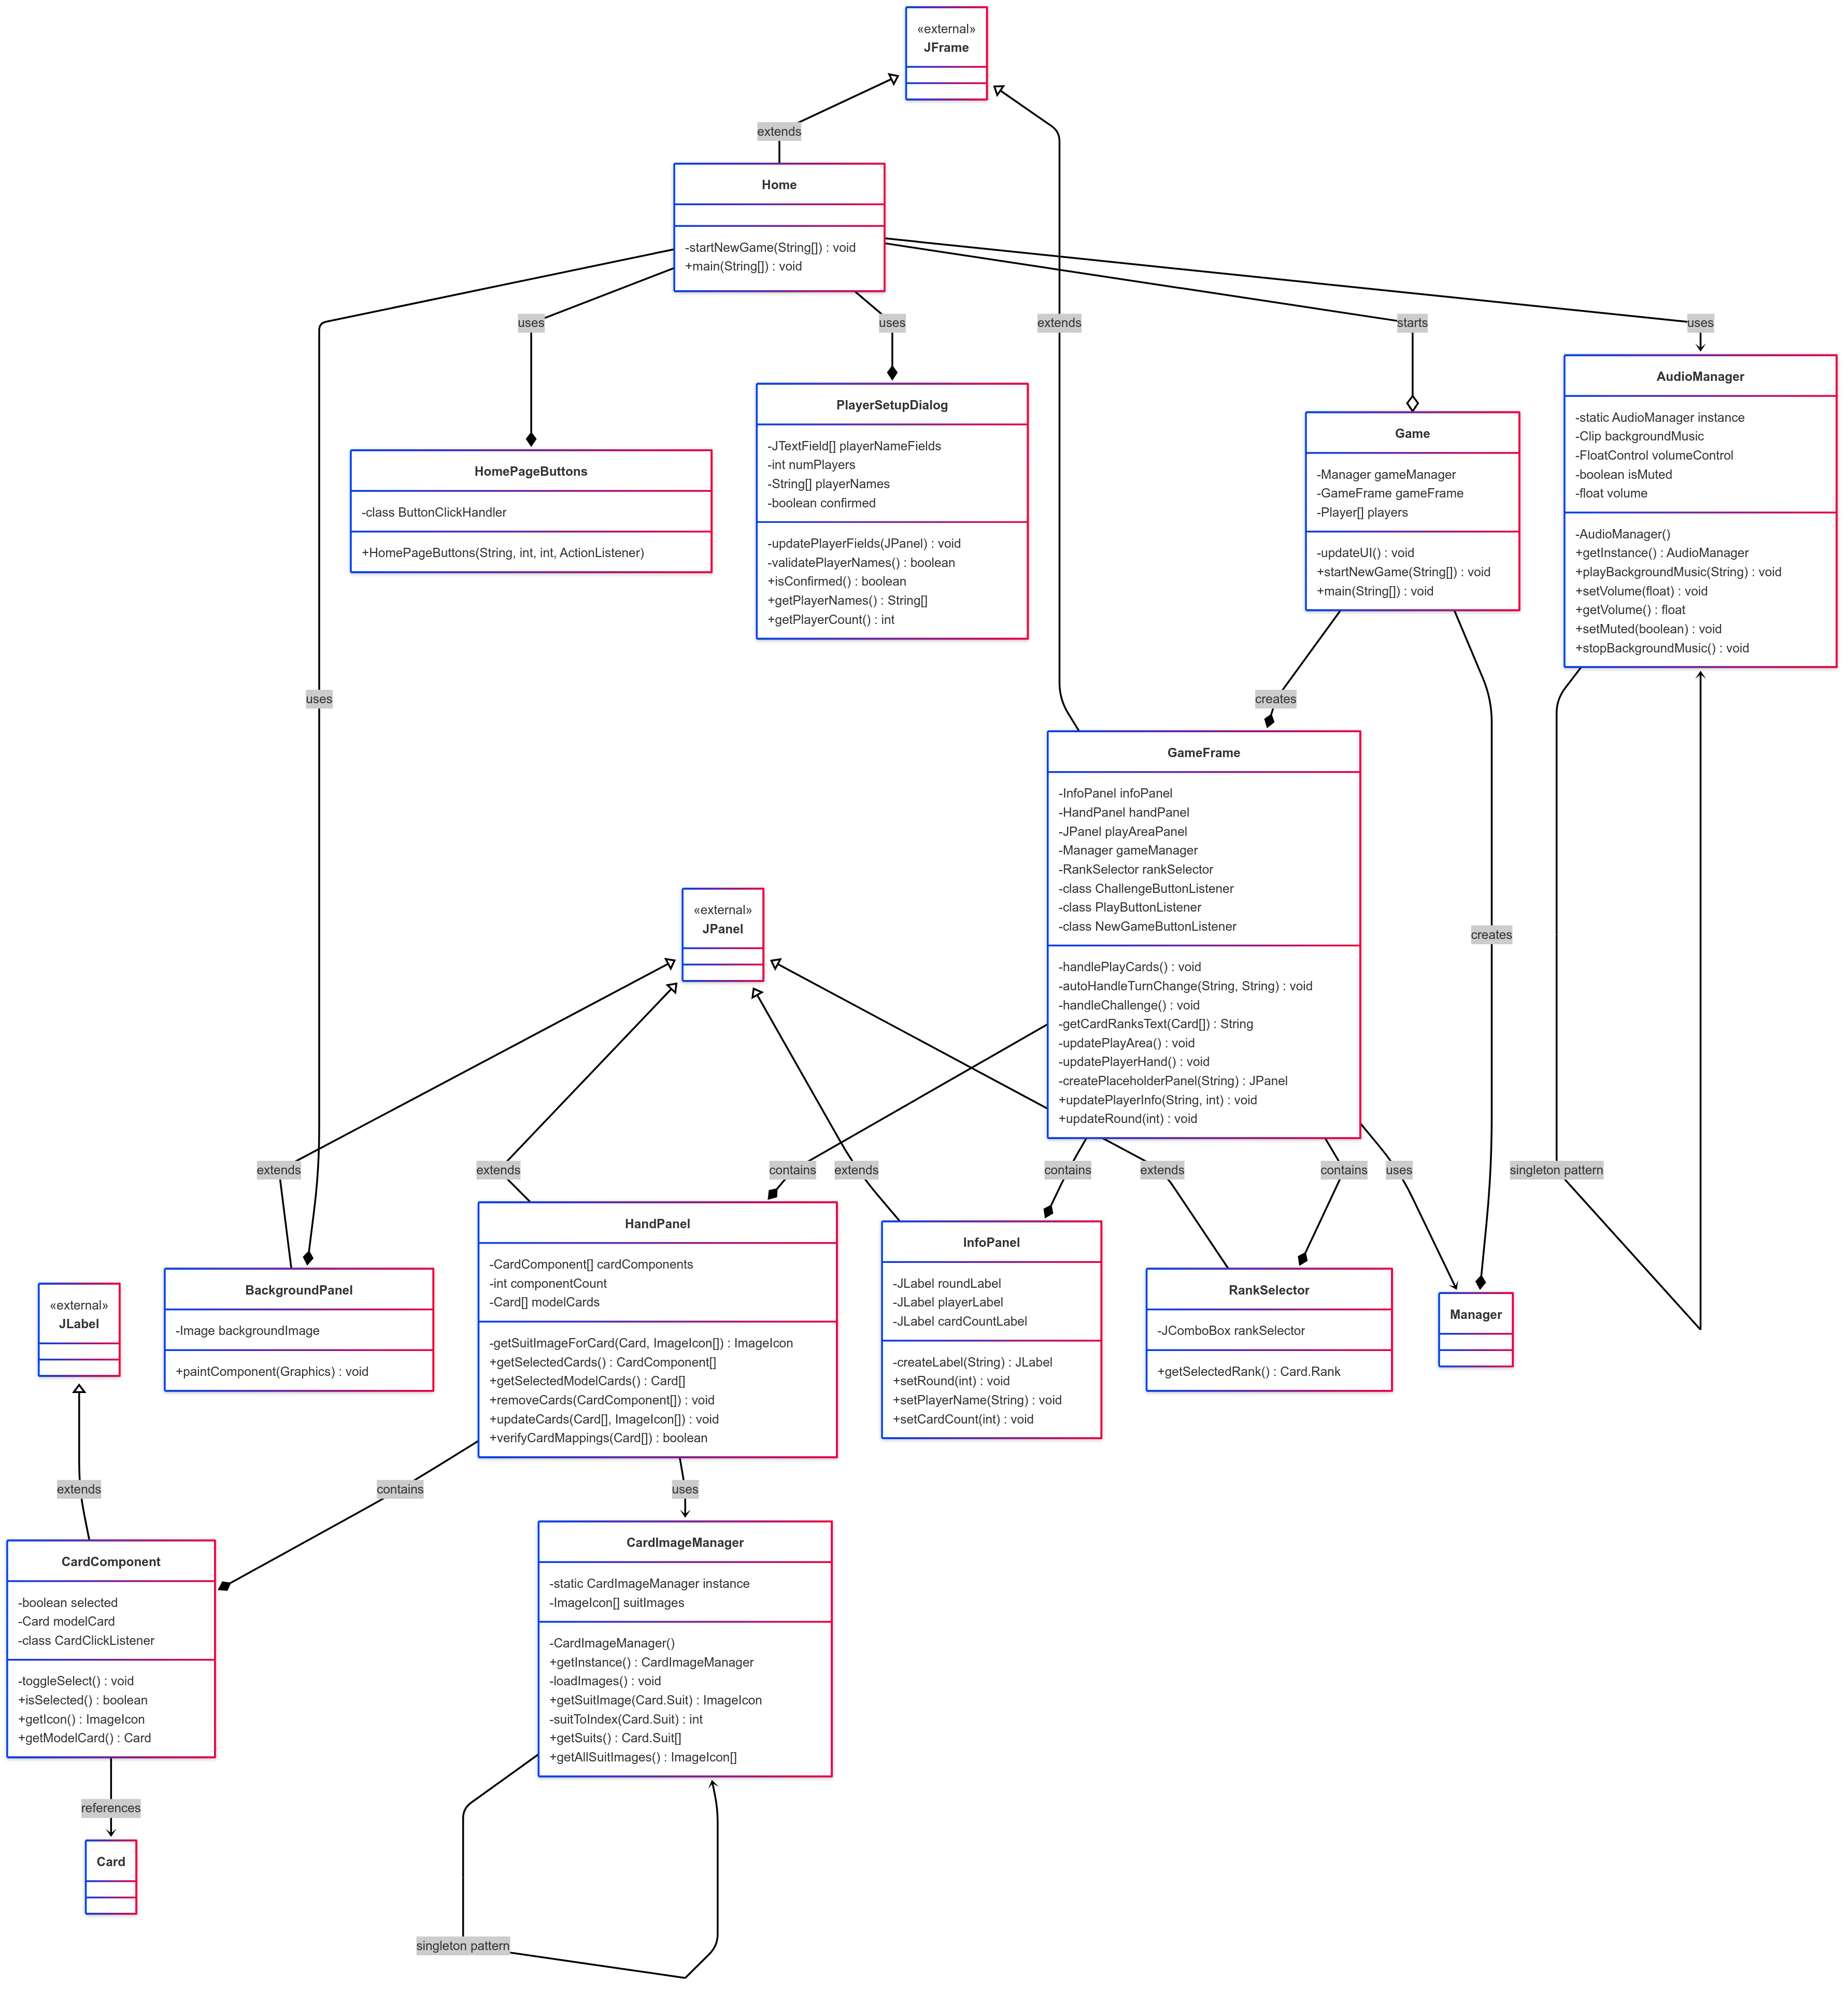 «external»
JFrame
extends
Home
-startNewGame(String[]) : void
+main(String[]) : void
uses
uses
extends
starts
uses
HomePageButtons
-class ButtonClickHandler
+HomePageButtons(String, int, int, ActionListener)
PlayerSetupDialog
-JTextField[] playerNameFields
-int numPlayers
-String[] playerNames
-boolean confirmed
-updatePlayerFields(JPanel) : void
-validatePlayerNames() : boolean
+isConfirmed() : boolean
+getPlayerNames() : String[]
+getPlayerCount() : int
Game
-Manager gameManager
-GameFrame gameFrame
-Player[] players
-updateUI() : void
+startNewGame(String[]) : void
+main(String[]) : void
AudioManager
-static AudioManager instance
-Clip backgroundMusic
-FloatControl volumeControl
-boolean isMuted
-float volume
-AudioManager()
+getInstance() : AudioManager
+playBackgroundMusic(String) : void
+setVolume(float) : void
+getVolume() : float
+setMuted(boolean) : void
+stopBackgroundMusic() : void
uses
creates
GameFrame
-InfoPanel infoPanel
-HandPanel handPanel
-JPanel playAreaPanel
-Manager gameManager
-RankSelector rankSelector
-class ChallengeButtonListener
-class PlayButtonListener
-class NewGameButtonListener
-handlePlayCards() : void
-autoHandleTurnChange(String, String) : void
-handleChallenge() : void
-getCardRanksText(Card[]) : String
-updatePlayArea() : void
-updatePlayerHand() : void
-createPlaceholderPanel(String) : JPanel
+updatePlayerInfo(String, int) : void
+updateRound(int) : void
«external»
JPanel
creates
extends
extends
contains
extends
contains
extends
contains
uses
singleton pattern
«external»
JLabel
BackgroundPanel
-Image backgroundImage
+paintComponent(Graphics) : void
HandPanel
-CardComponent[] cardComponents
-int componentCount
-Card[] modelCards
-getSuitImageForCard(Card, ImageIcon[]) : ImageIcon
+getSelectedCards() : CardComponent[]
+getSelectedModelCards() : Card[]
+removeCards(CardComponent[]) : void
+updateCards(Card[], ImageIcon[]) : void
+verifyCardMappings(Card[]) : boolean
InfoPanel
-JLabel roundLabel
-JLabel playerLabel
-JLabel cardCountLabel
-createLabel(String) : JLabel
+setRound(int) : void
+setPlayerName(String) : void
+setCardCount(int) : void
RankSelector
-JComboBox rankSelector
+getSelectedRank() : Card.Rank
Manager
extends
contains
uses
CardComponent
-boolean selected
-Card modelCard
-class CardClickListener
-toggleSelect() : void
+isSelected() : boolean
+getIcon() : ImageIcon
+getModelCard() : Card
CardImageManager
-static CardImageManager instance
-ImageIcon[] suitImages
-CardImageManager()
+getInstance() : CardImageManager
-loadImages() : void
+getSuitImage(Card.Suit) : ImageIcon
-suitToIndex(Card.Suit) : int
+getSuits() : Card.Suit[]
+getAllSuitImages() : ImageIcon[]
references
Card
singleton pattern